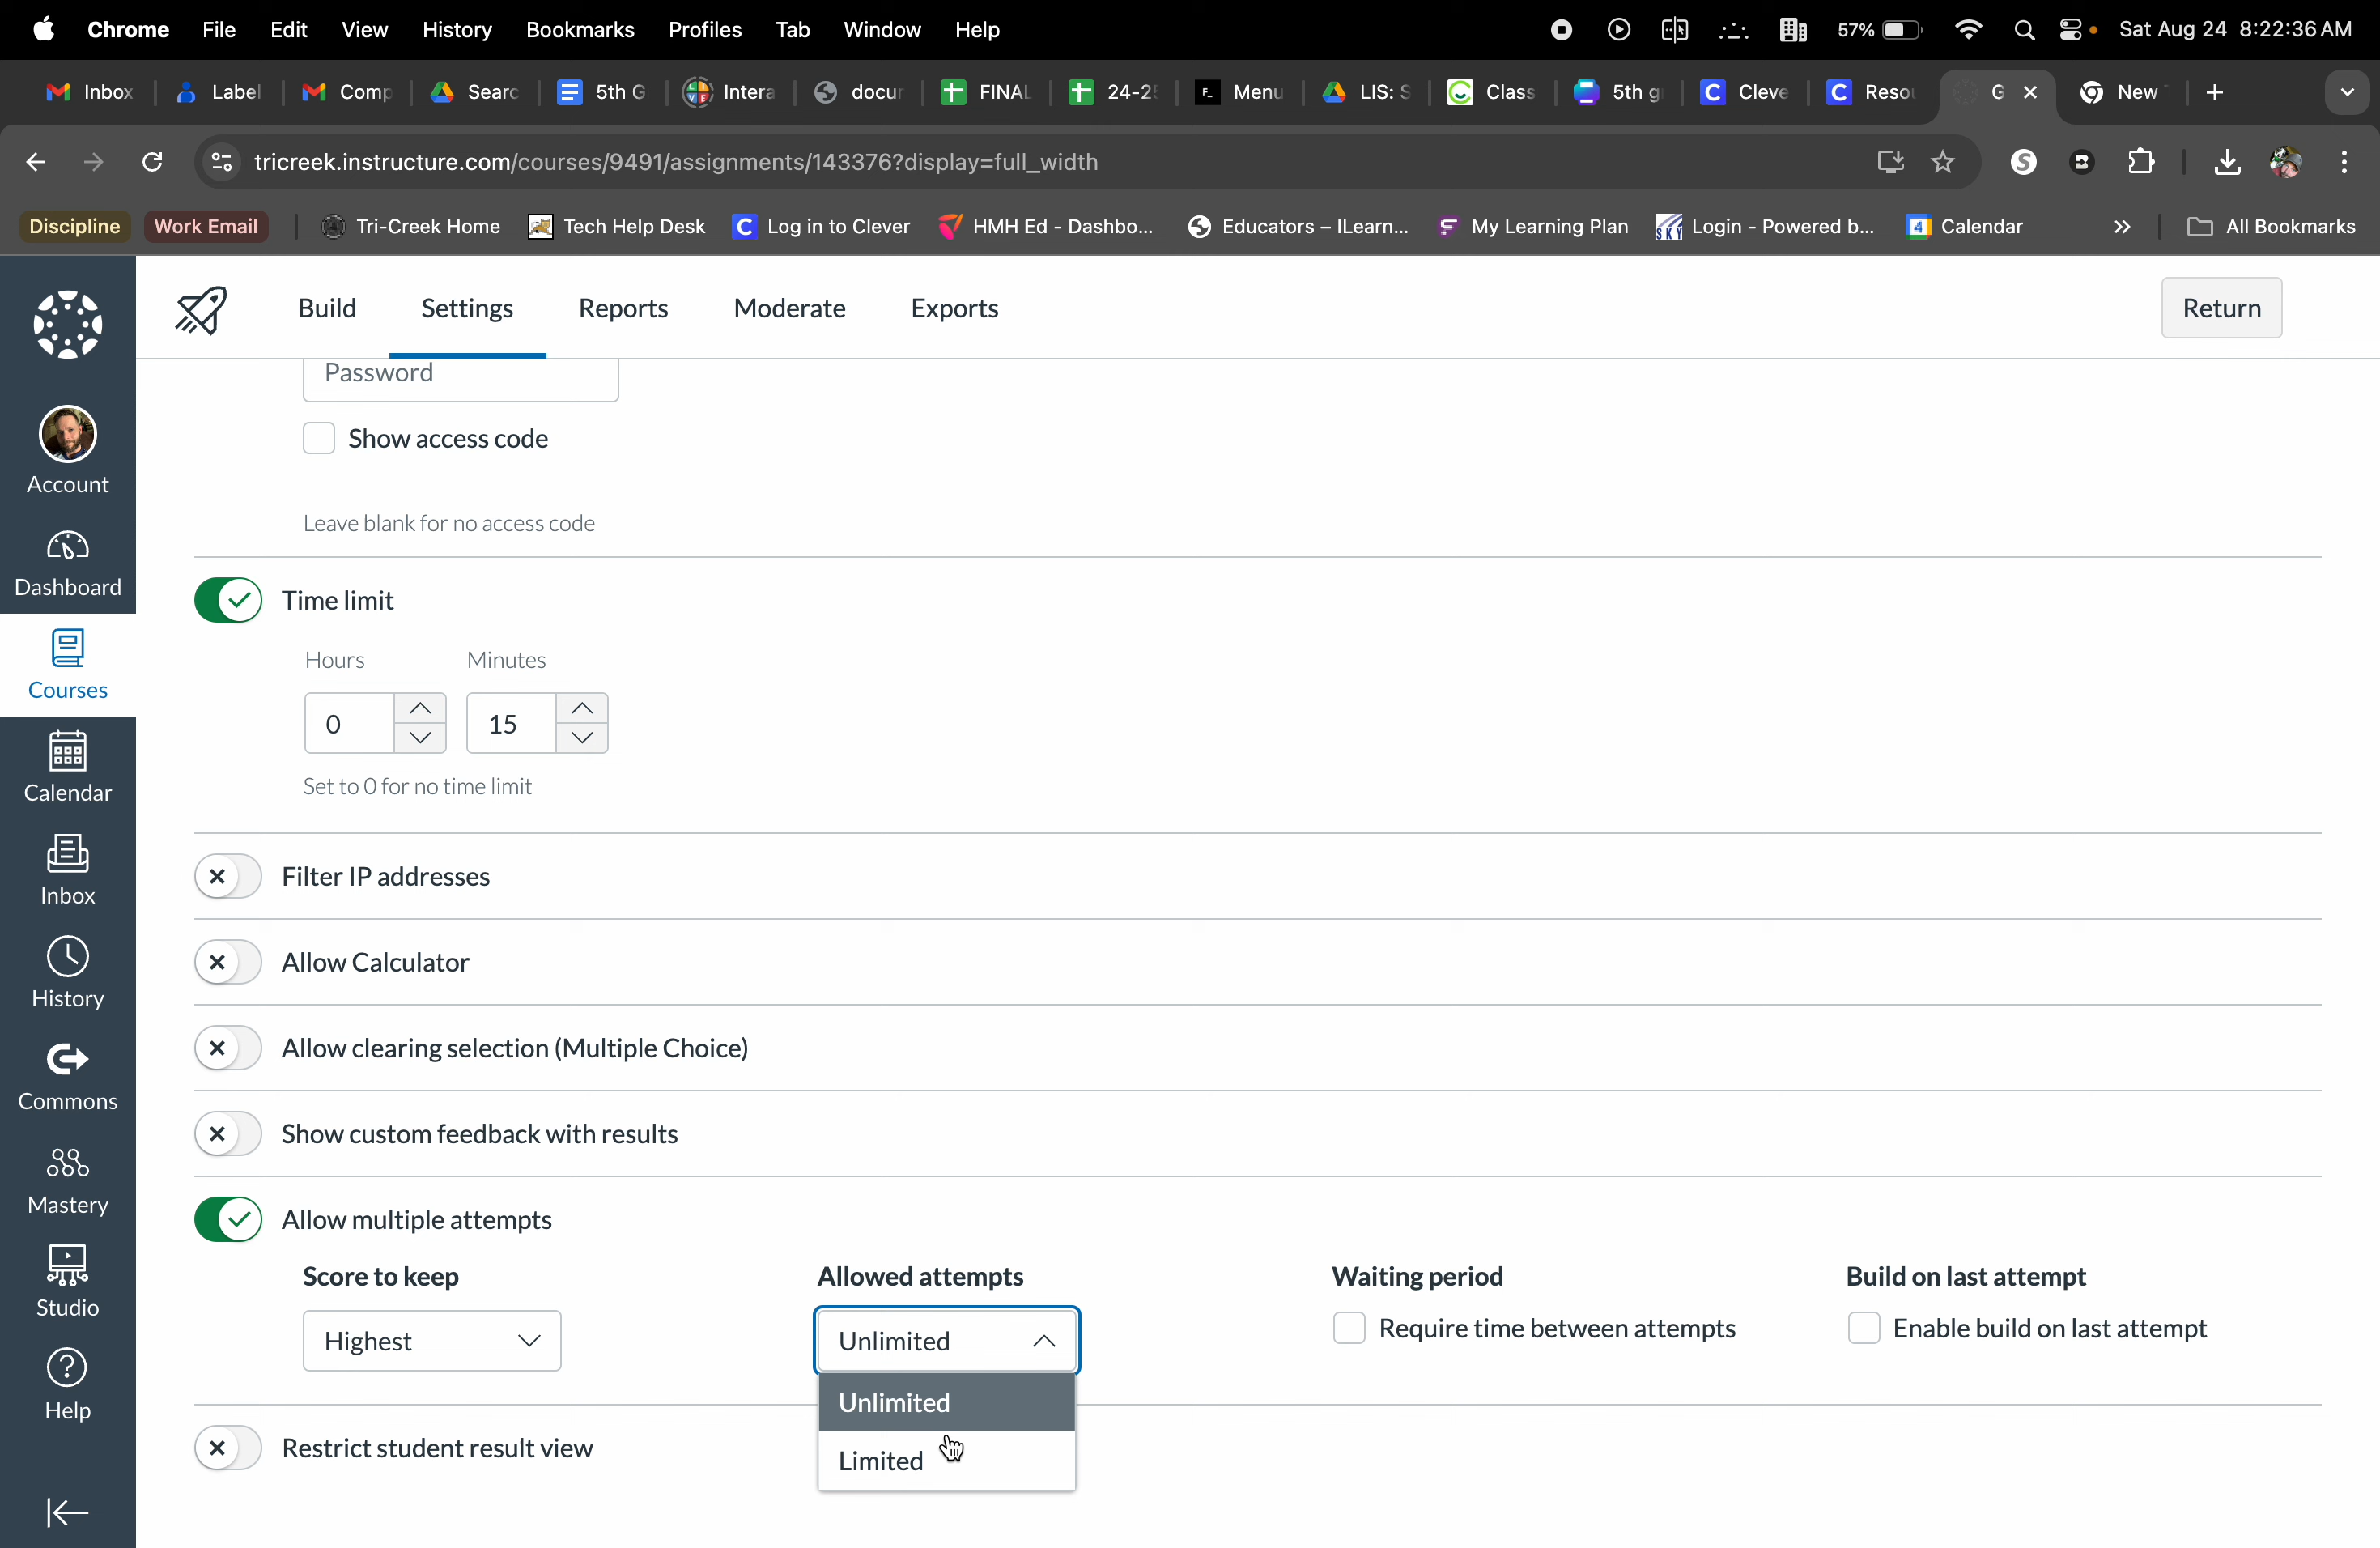 Chrome File Edit View History Bookmarks Profiles Tab Window Help 57% Sat Aug 24 8:22:36 AM
Inbox Label Comp Searc 5th G Intera docur FINAL 24-25 Menu LIS: S Class 5th g Cleve Resou G New
tricreek.instructure.com/courses/9491/assignments/143376?display=full_width
Discipline Work Email Tri-Creek Home Tech Help Desk Log in to Clever HMH Ed - Dashbo... Educators – ILearn... My Learning Plan Login - Powered b... Calendar » All Bookmarks
Build Settings Reports Moderate Exports Return
Password
Show access code
Leave blank for no access code
Time limit
Hours Minutes
0 15
Set to 0 for no time limit
Filter IP addresses
Allow Calculator
Allow clearing selection (Multiple Choice)
Show custom feedback with results
Allow multiple attempts
Score to keep Allowed attempts Waiting period Build on last attempt
Highest Unlimited Require time between attempts Enable build on last attempt
Unlimited
Limited
Restrict student result view
Account
Dashboard
Courses
Calendar
Inbox
History
Commons
Mastery
Studio
Help